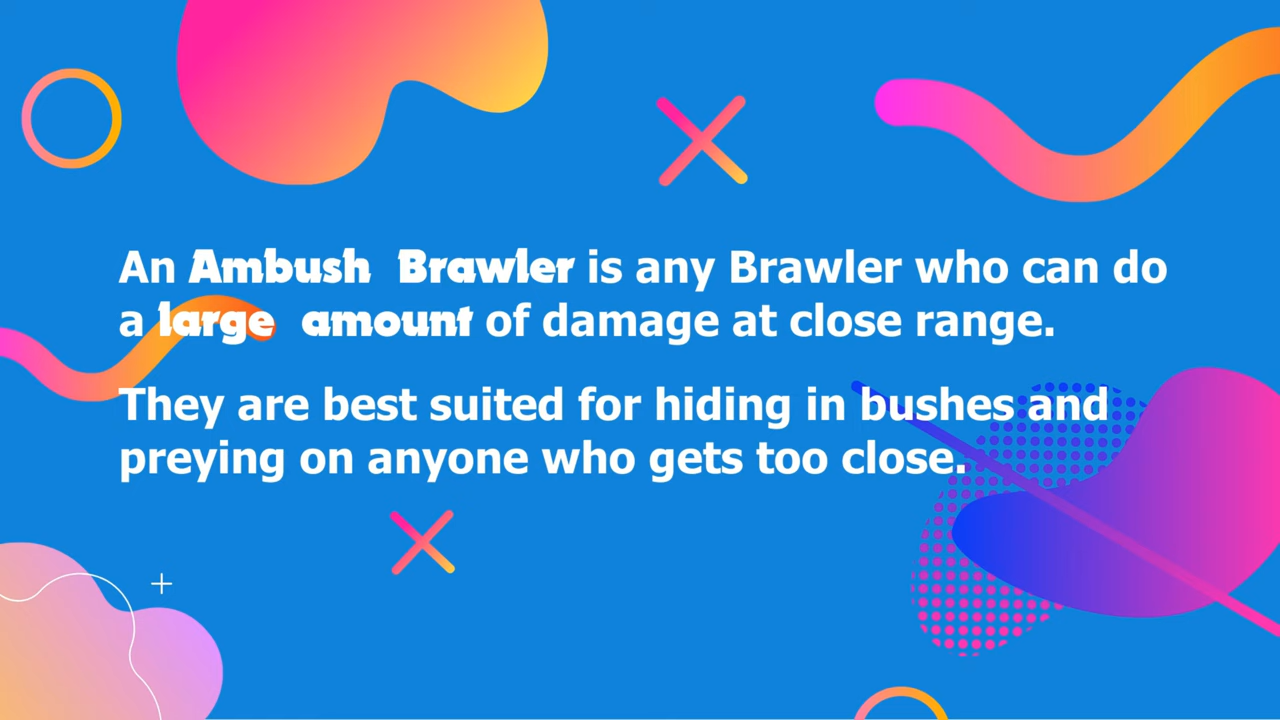 An Ambush Brawler is any Brawler who can do
a large amount of damage at close range.
They are best suited for hiding in bushes and
preying on anyone who gets too close.